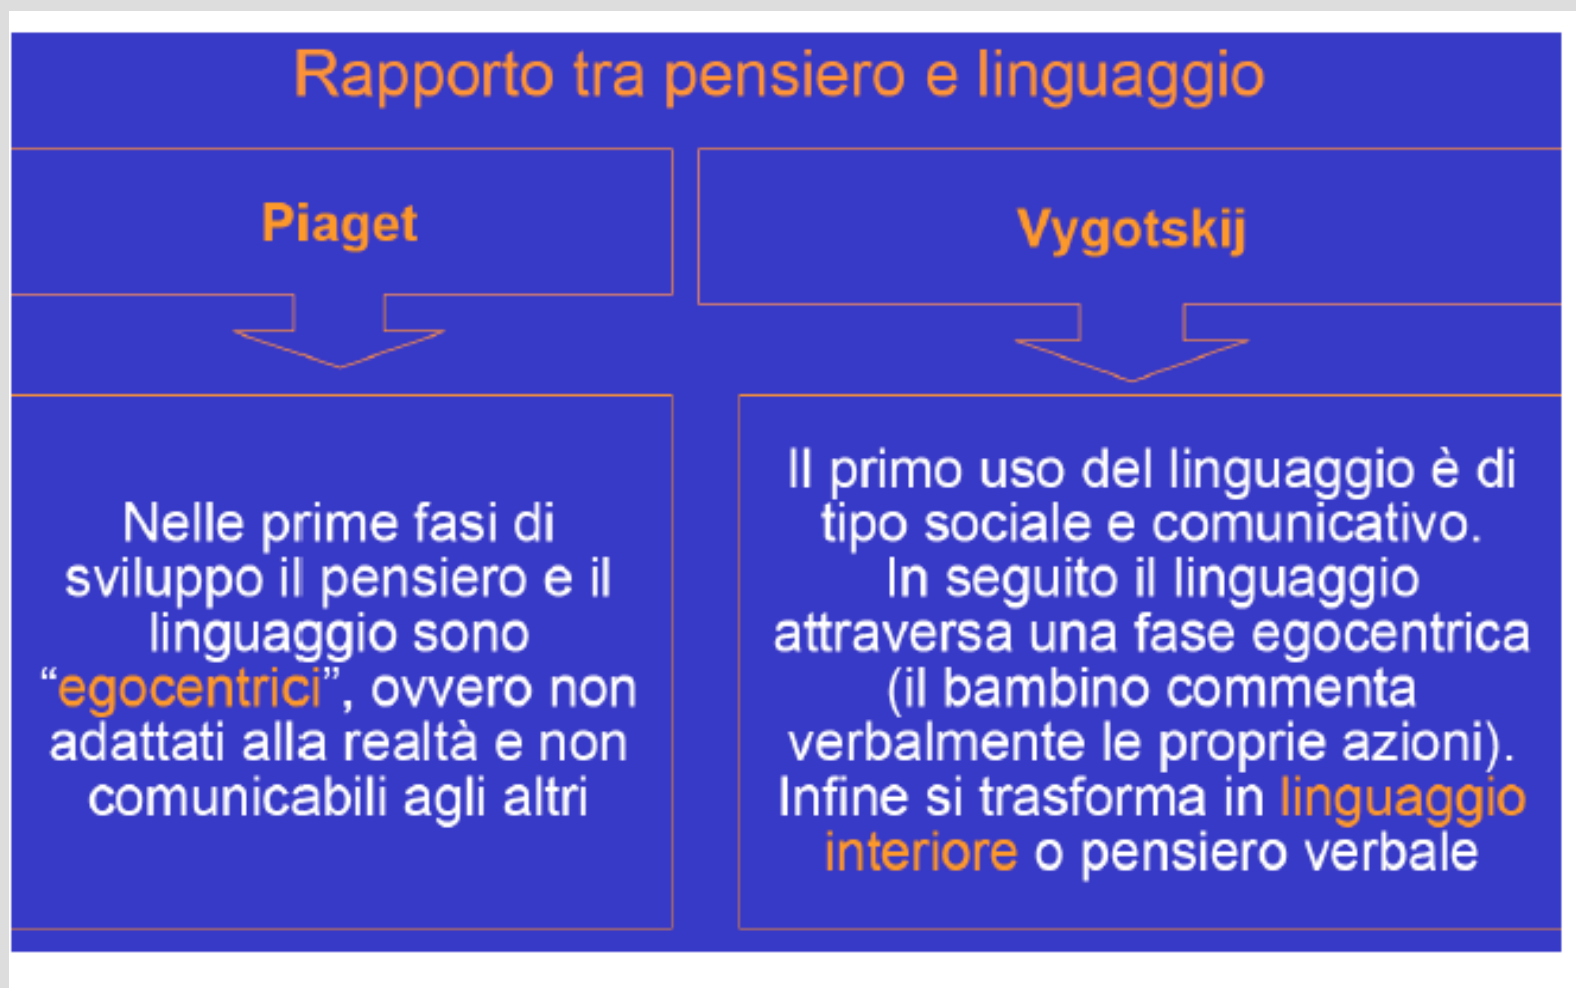 Rapporto tra pensiero e linguaggio
Piaget
Vygotskij
Nelle prime fasi di
sviluppo il pensiero e il
linguaggio sono
“egocentrici”, ovvero non
adattati alla realtà e non
comunicabili agli altri
Il primo uso del linguaggio è di
tipo sociale e comunicativo.
In seguito il linguaggio
attraversa una fase egocentrica
(il bambino commenta
verbalmente le proprie azioni).
Infine si trasforma in linguaggio
interiore o pensiero verbale